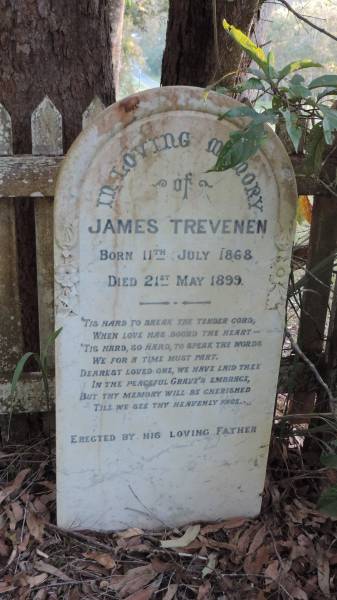 IN LOVING MEMORY
of
JAMES TREVENEN
BORN 11TH JULY 1868
DIED 21ST MAY 1899.
'TIS HARD TO BREAK THE TENDER CORD,
WHEN LOVE HAS BOUND THE HEART—
'TIS HARD, SO HARD, TO SPEAK THE WORDS
WE FOR A TIME MUST PART.
DEAREST LOVED ONE, WE HAVE LAID THEE
IN THE PEACEFUL GRAVE'S EMBRACE,
BUT THY MEMORY WILL BE CHERISHED
TILL WE SEE THY HEAVENLY FACE.
ERECTED BY HIS LOVING FATHER